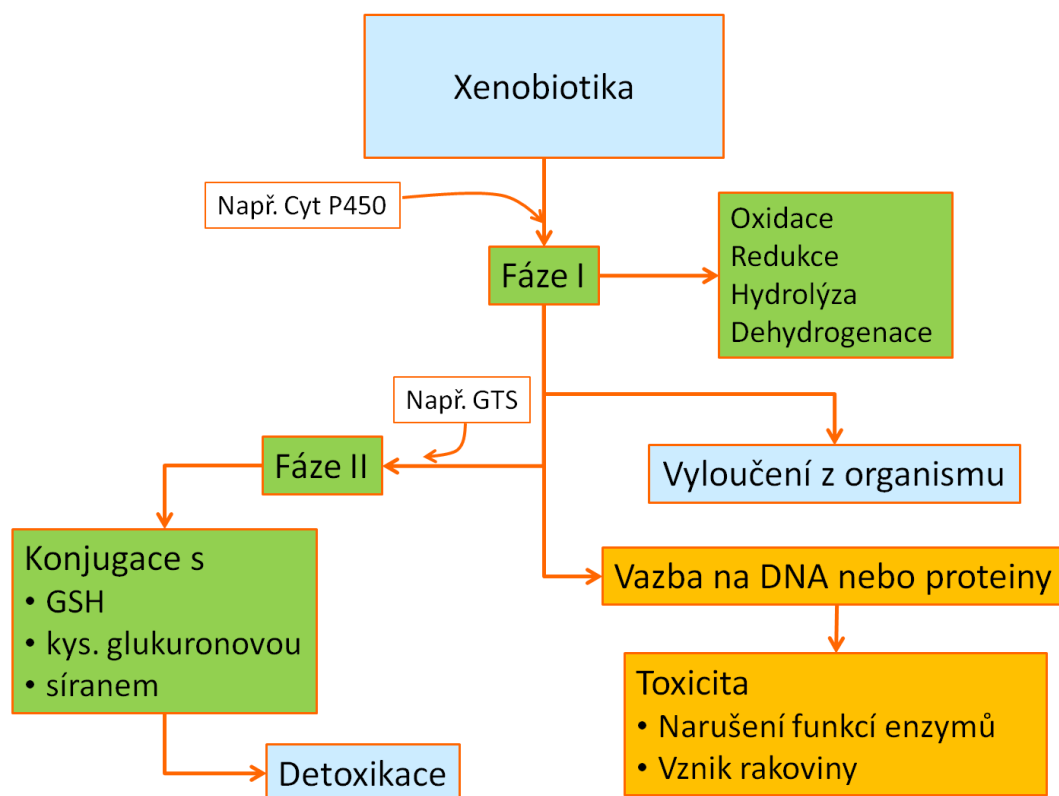 Xenobiotika
Např. Cyt P450
Fáze I
Oxidace
Redukce
Hydrolýza
Dehydrogenace
Např. GTS
Fáze II
Vyloučení z organismu
Konjugace s
• GSH
• kys. glukuronovou
• síranem
Vazba na DNA nebo proteiny
Toxicita
• Narušení funkcí enzymů
• Vznik rakoviny
Detoxikace